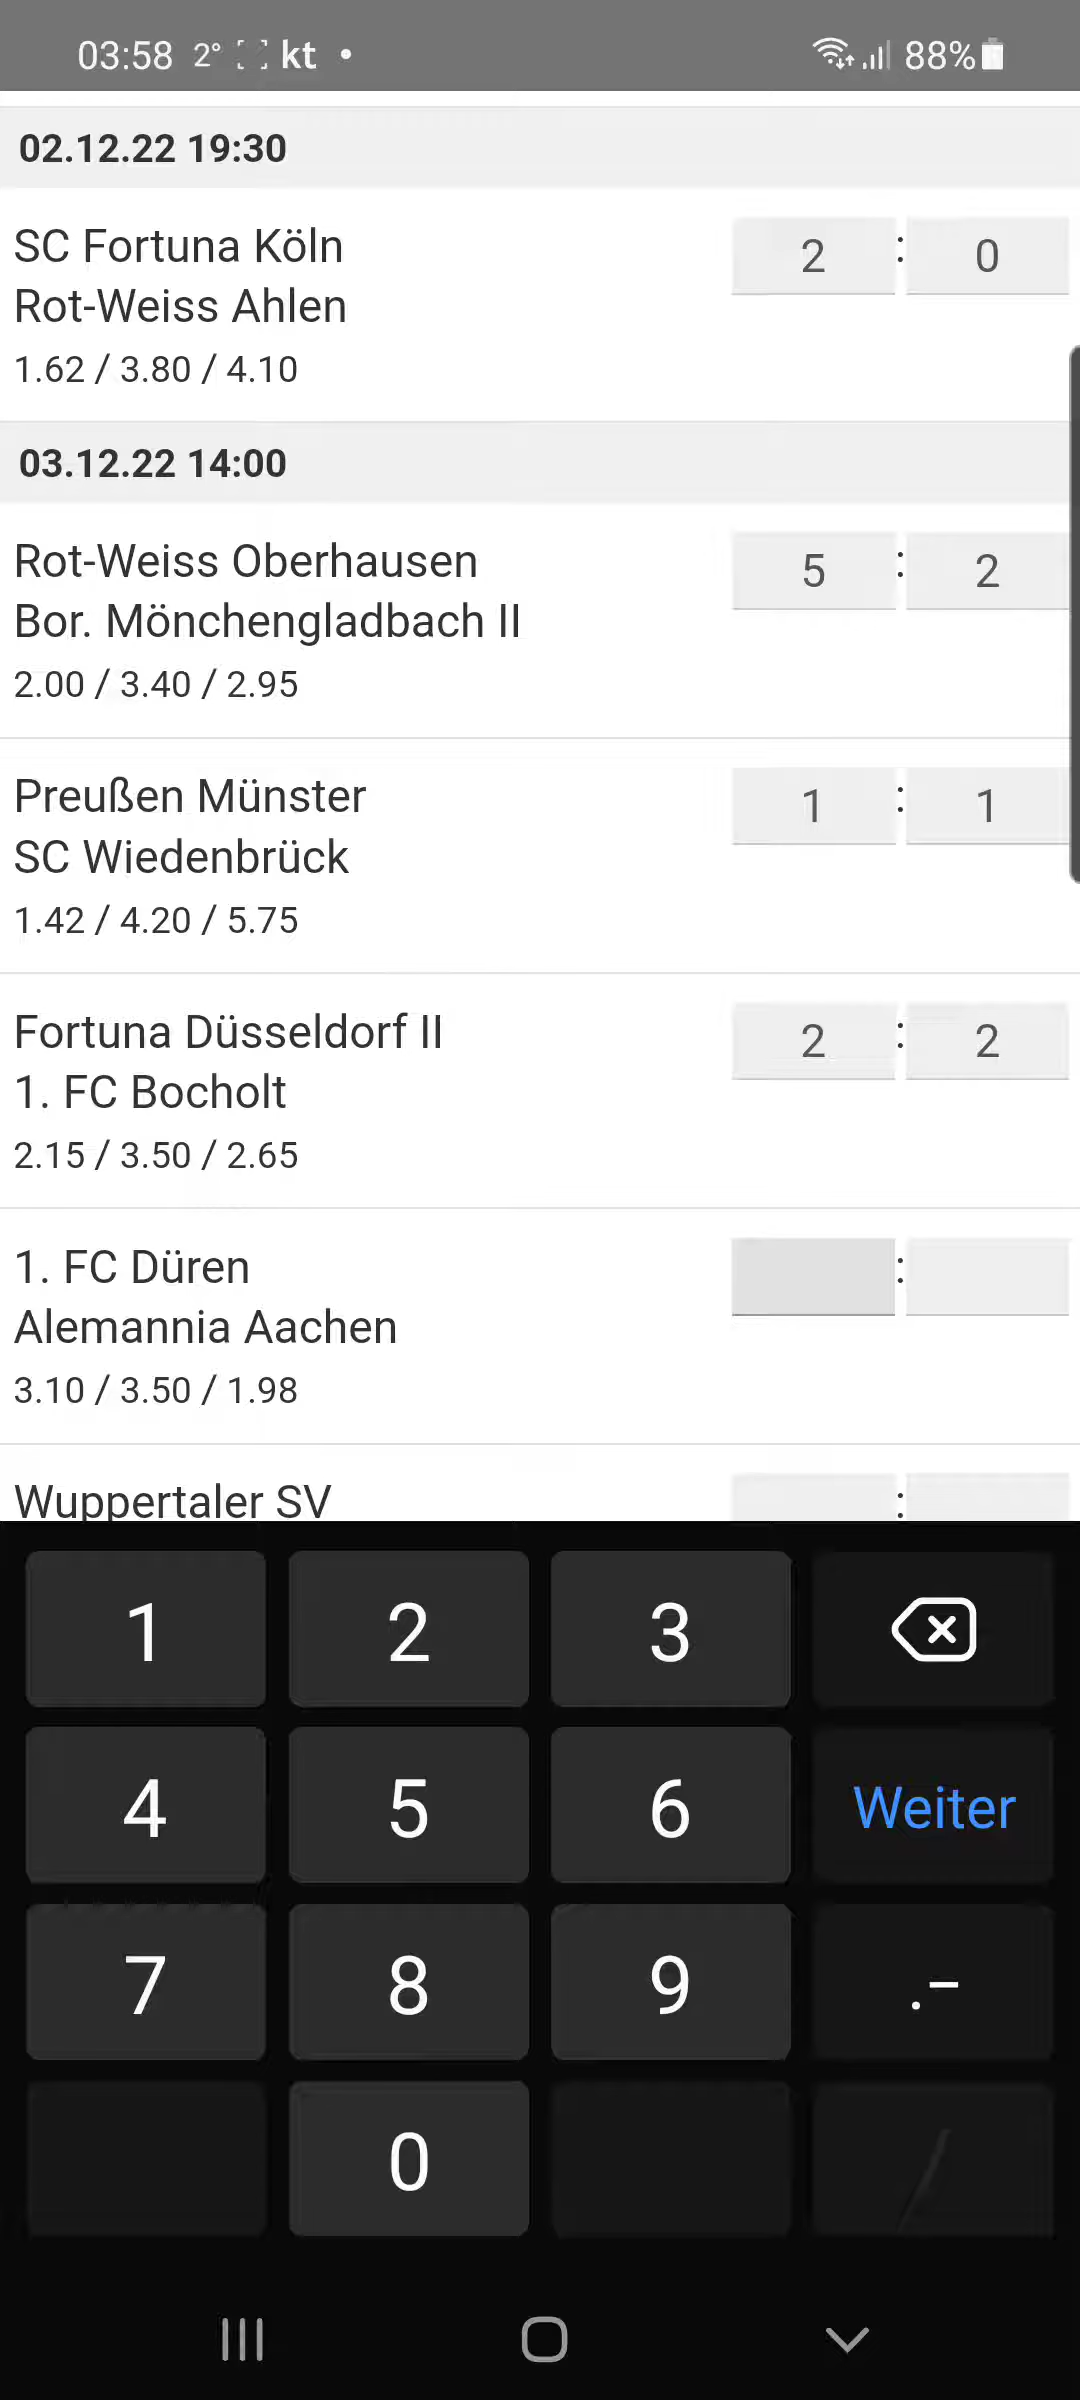 03:58 2° kt • 88%
02.12.22 19:30
SC Fortuna Köln 2 : 0
Rot-Weiss Ahlen
1.62 / 3.80 / 4.10
03.12.22 14:00
Rot-Weiss Oberhausen 5 : 2
Bor. Mönchengladbach II
2.00 / 3.40 / 2.95
Preußen Münster 1 : 1
SC Wiedenbrück
1.42 / 4.20 / 5.75
Fortuna Düsseldorf II 2 : 2
1. FC Bocholt
2.15 / 3.50 / 2.65
1. FC Düren :
Alemannia Aachen
3.10 / 3.50 / 1.98
Wuppertaler SV :
1 2 3
4 5 6 Weiter
7 8 9 .-
0 /